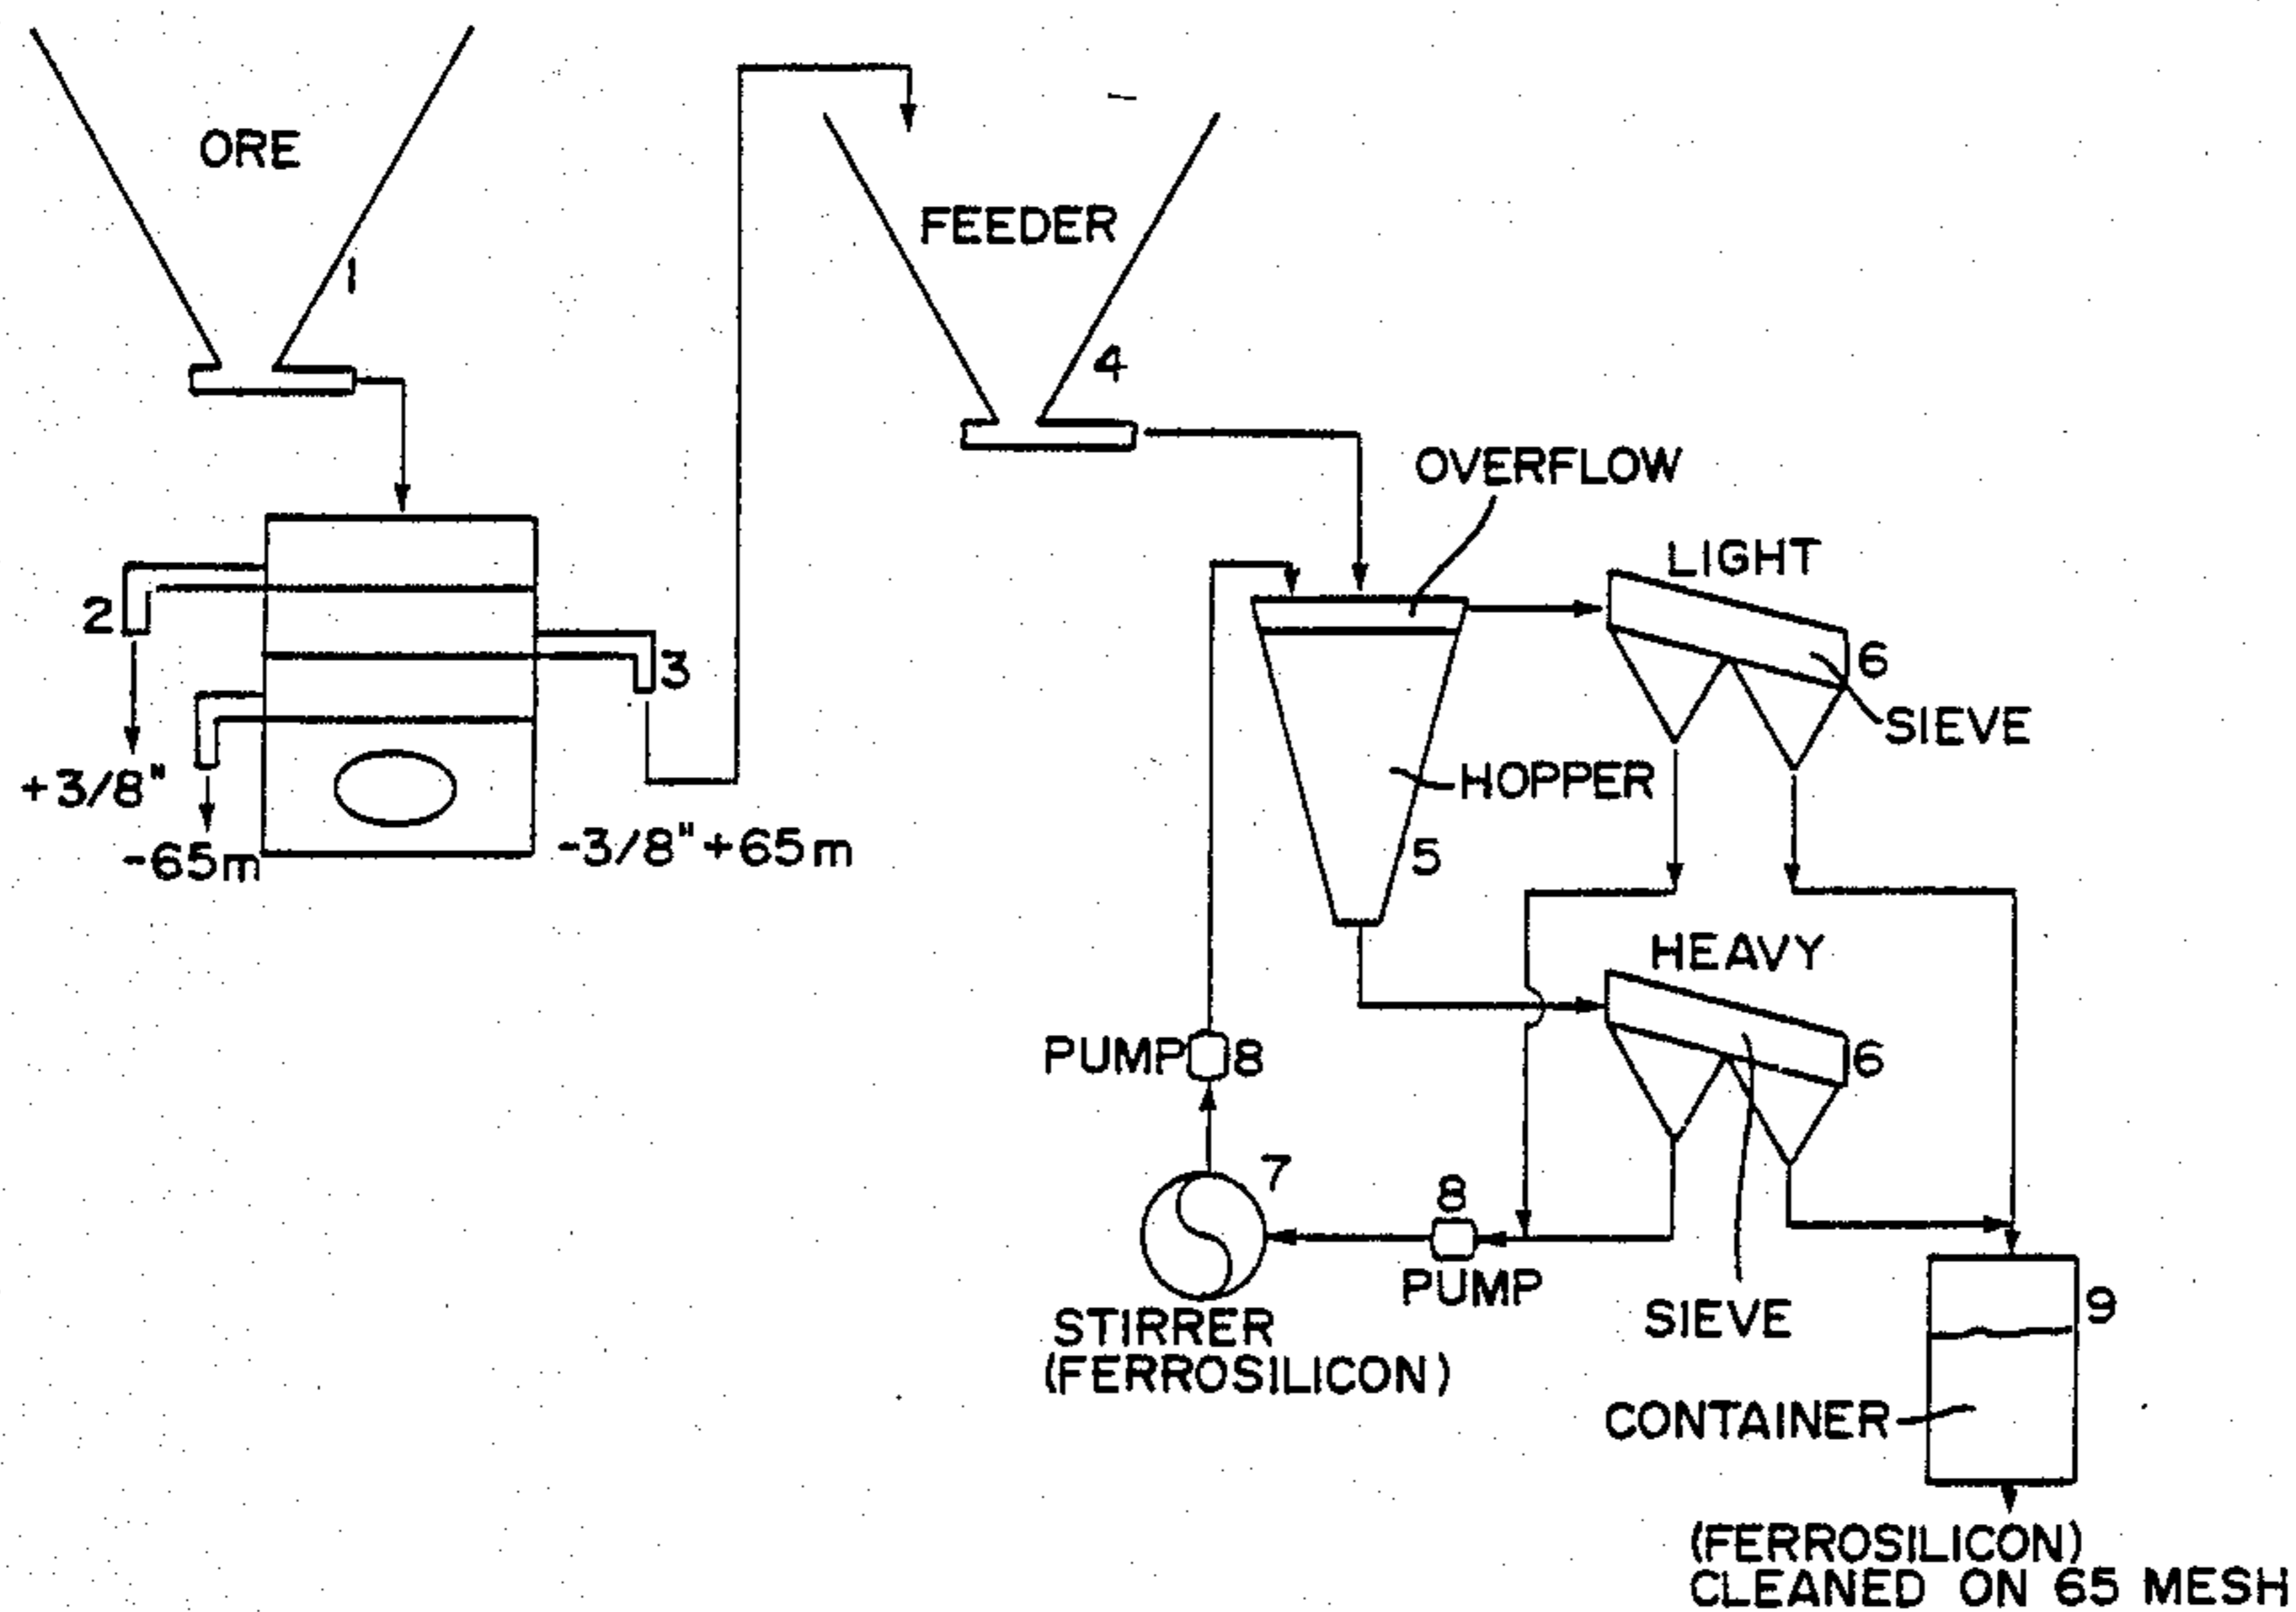 ORE
1
FEEDER
4
OVERFLOW
LIGHT
2
3
6
SIEVE
+3/8"
HOPPER
-65m
-3/8"+65m
5
HEAVY
PUMP 8
6
7
8
PUMP
STIRRER
(FERROSILICON)
SIEVE
9
CONTAINER
(FERROSILICON)
CLEANED ON 65 MESH